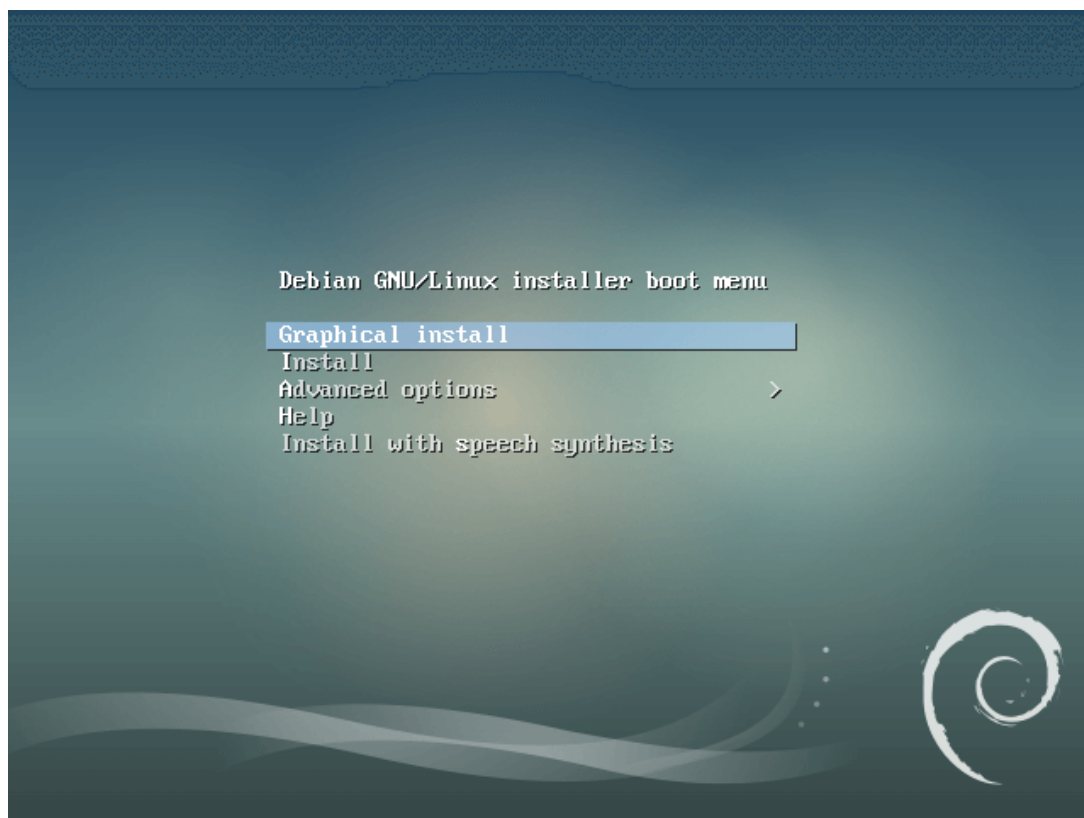 Debian GNU/Linux installer boot menu
Graphical install
Install
Advanced options >
Help
Install with speech synthesis